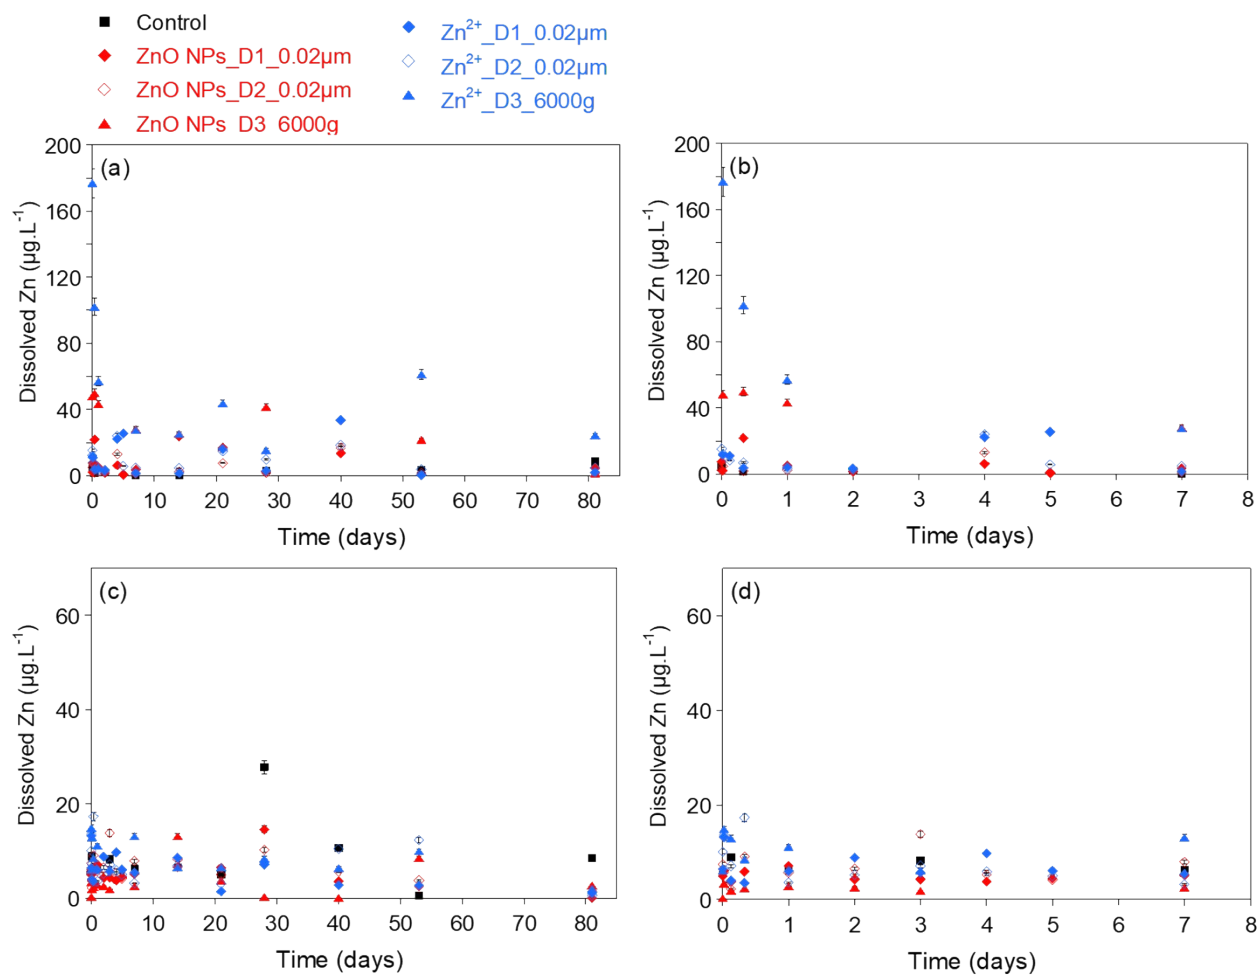 Control
ZnO NPs_D1_0.02µm
ZnO NPs_D2_0.02µm
ZnO NPs_D3_6000g
Zn²⁺_D1_0.02µm
Zn²⁺_D2_0.02µm
Zn²⁺_D3_6000g
(a)
Dissolved Zn (µg.L⁻¹)
200
160
120
80
40
0
0 10 20 30 40 50 60 70 80
Time (days)
(b)
Dissolved Zn (µg.L⁻¹)
200
160
120
80
40
0
0 1 2 3 4 5 6 7 8
Time (days)
(c)
Dissolved Zn (µg.L⁻¹)
60
40
20
0
0 10 20 30 40 50 60 70 80
Time (days)
(d)
Dissolved Zn (µg.L⁻¹)
60
40
20
0
0 1 2 3 4 5 6 7 8
Time (days)